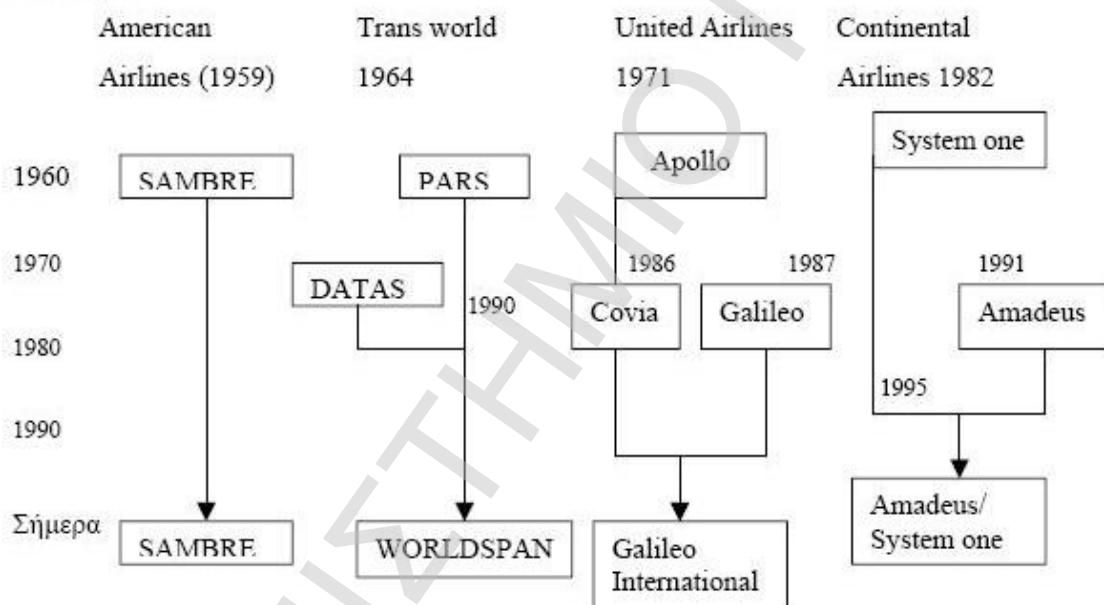 American
Airlines (1959)
Trans world
1964
United Airlines
1971
Continental
Airlines 1982
1960
SAMBRE
PARS
Apollo
System one
1970
DATAS
1990
1986
Covia
1987
Galileo
1991
Amadeus
1980
1995
1990
Σήμερα
SAMBRE
WORLDSPAN
Galileo
International
Amadeus/
System one